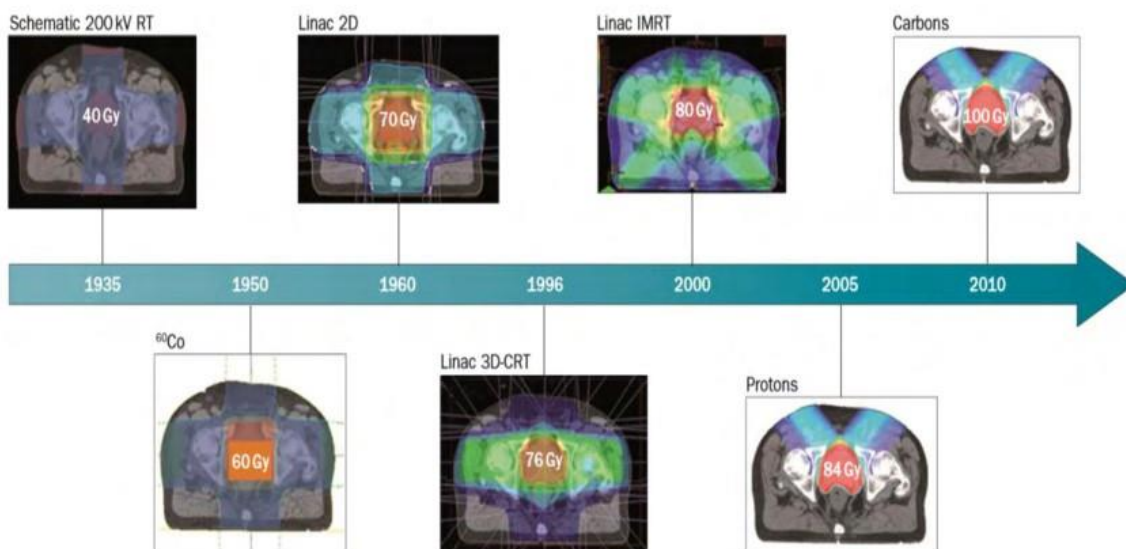 Schematic 200 kV RT
Linac 2D
Linac IMRT
Carbons
40 Gy
70 Gy
80 Gy
100 Gy
1935
1950
1960
1996
2000
2005
2010
⁶⁰Co
Linac 3D-CRT
Protons
60 Gy
76 Gy
84 Gy